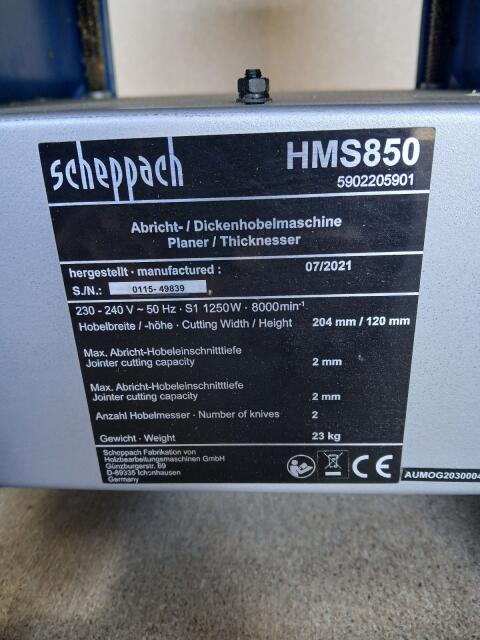 scheppach
HMS850
5902205901
Abricht- / Dickenhobelmaschine
Planer / Thicknesser
hergestellt · manufactured : 07/2021
S./N.: 0115- 49839
230 - 240 V ~ 50 Hz · S1 1250W · 8000min⁻¹
Hobelbreite / -höhe · Cutting Width / Height 204 mm / 120 mm
Max. Abricht-Hobeleinschnitttiefe
Jointer cutting capacity 2 mm
Max. Abricht-Hobeleinschnitttiefe
Jointer cutting capacity 2 mm
Anzahl Hobelmesser · Number of knives 2
Gewicht · Weight 23 kg
Scheppach Fabrikation von
Holzbearbeitungsmaschinen GmbH
Günzburgerstr. 69
D-89335 Ichenhausen
Germany
CE
AUMOG2030004